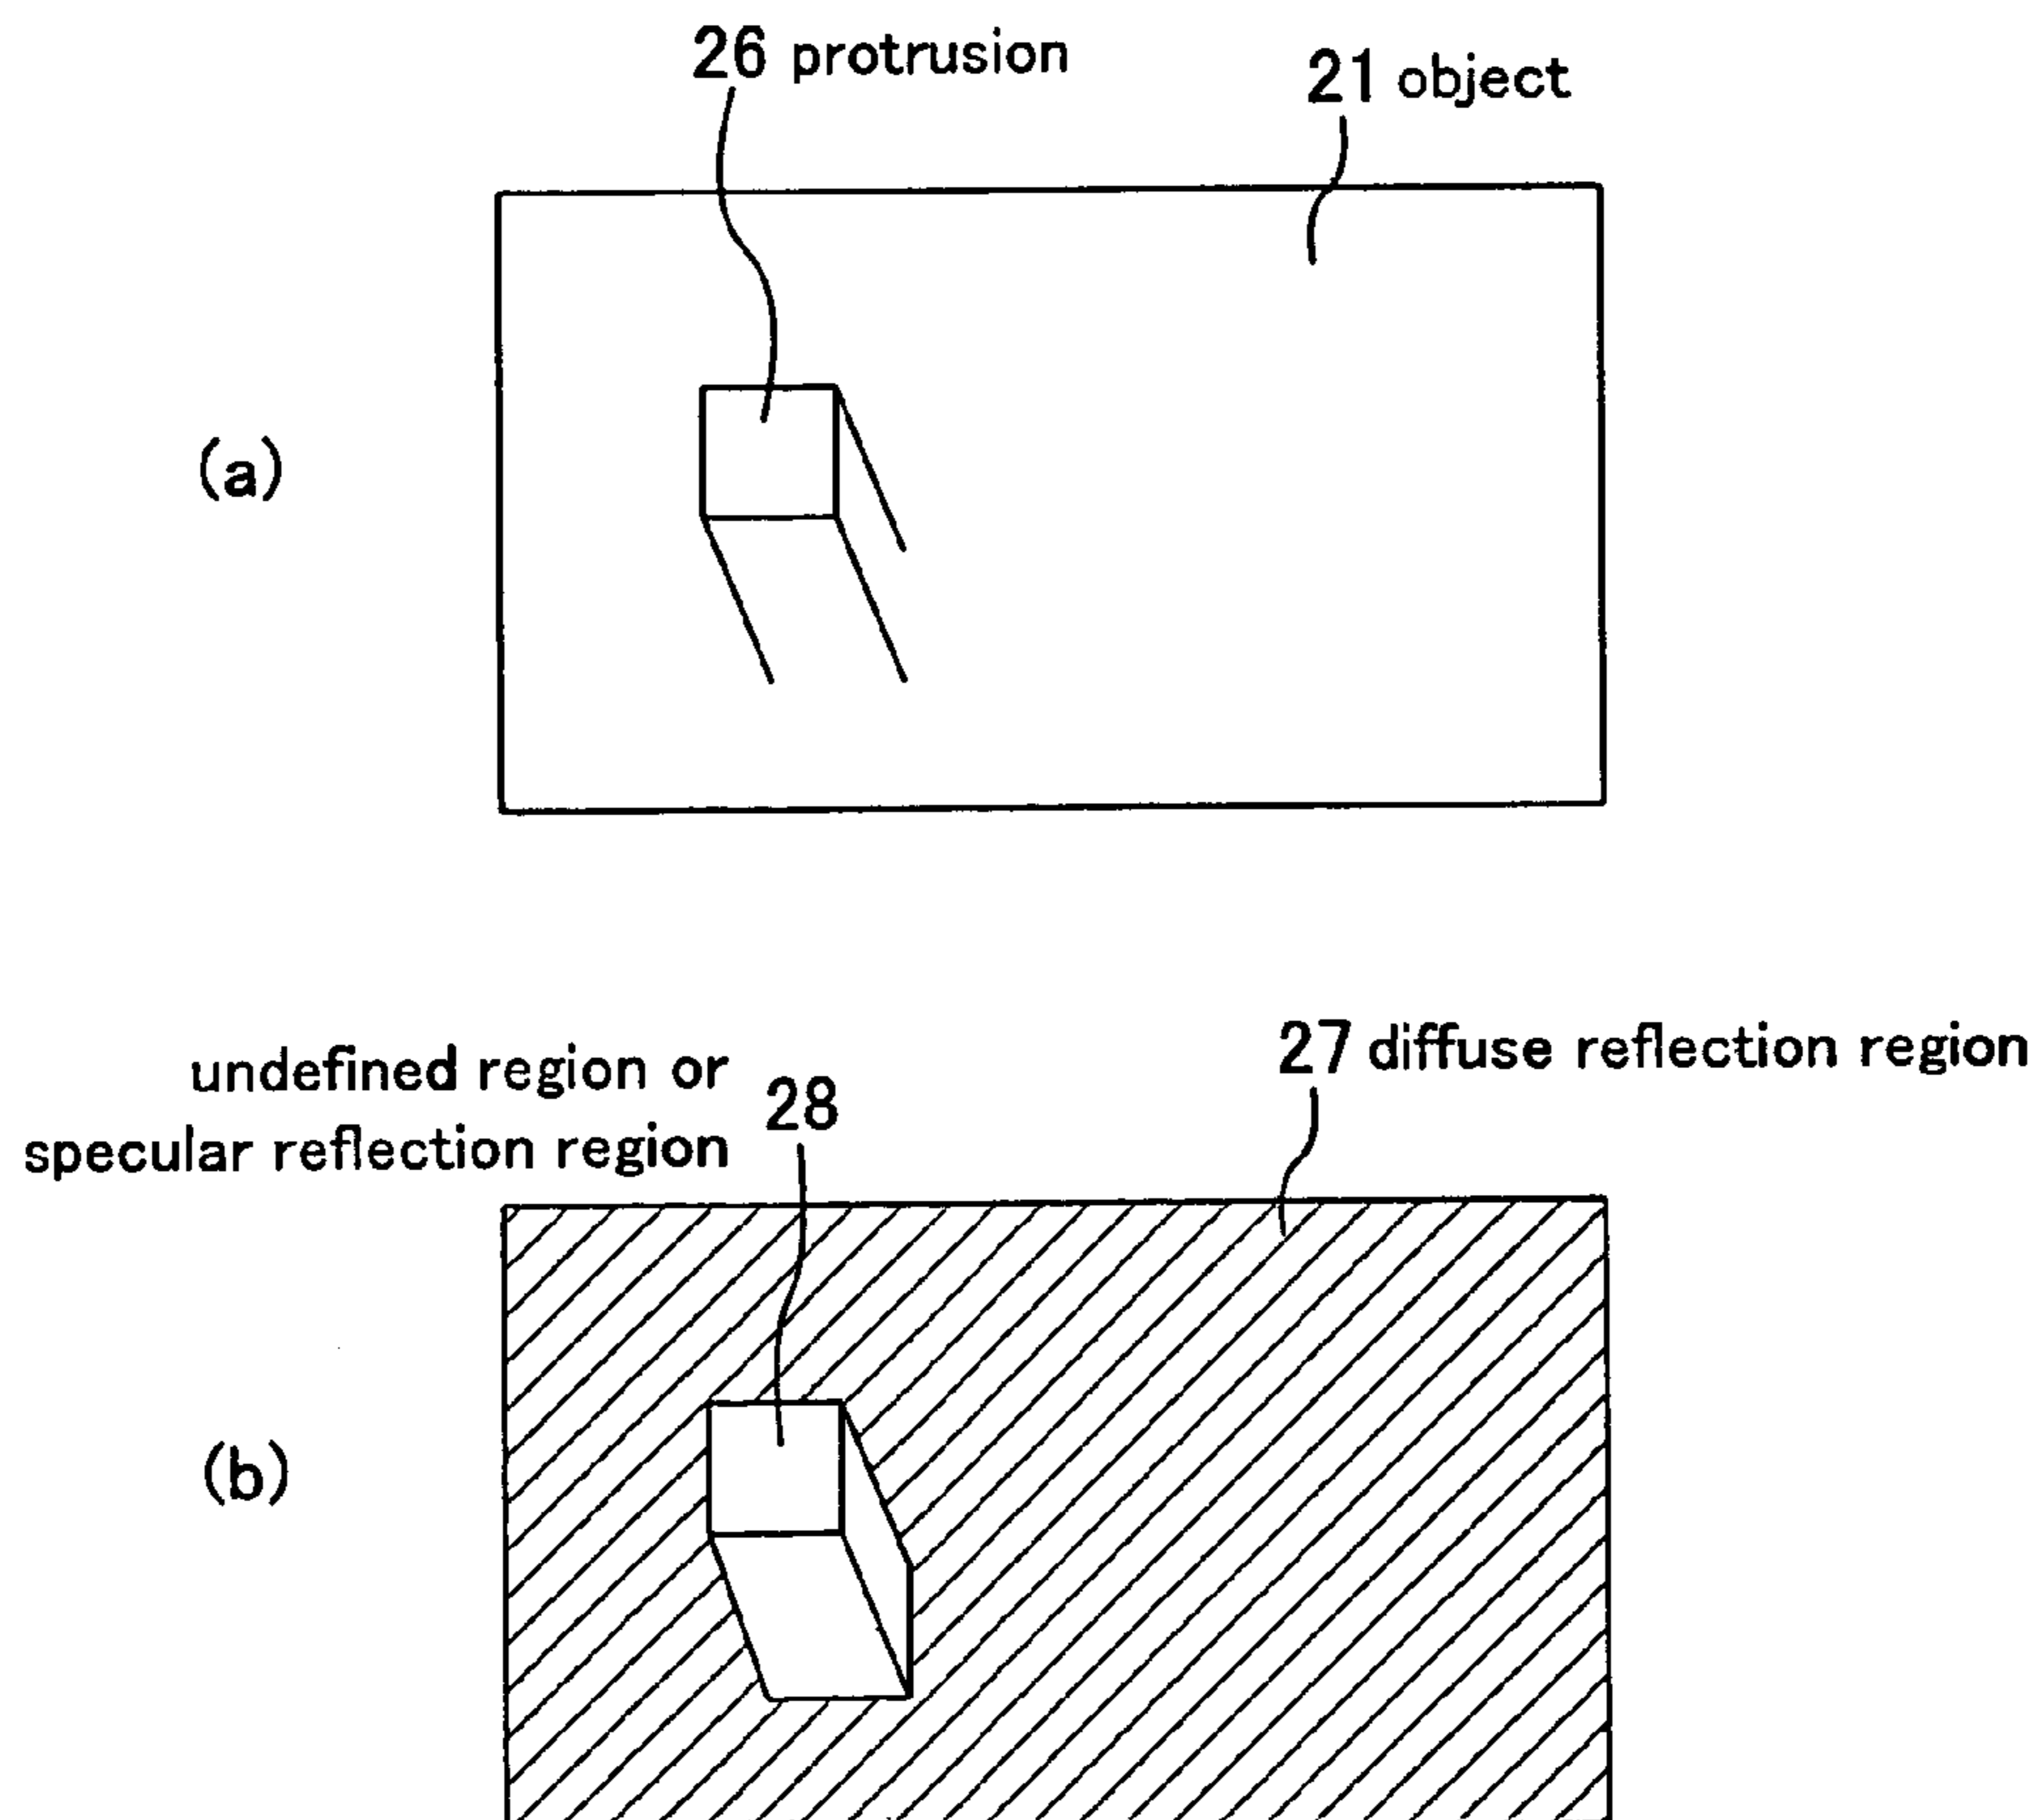 26 protrusion
21 object
(a)
27 diffuse reflection region
undefined region or
specular reflection region
28
(b)